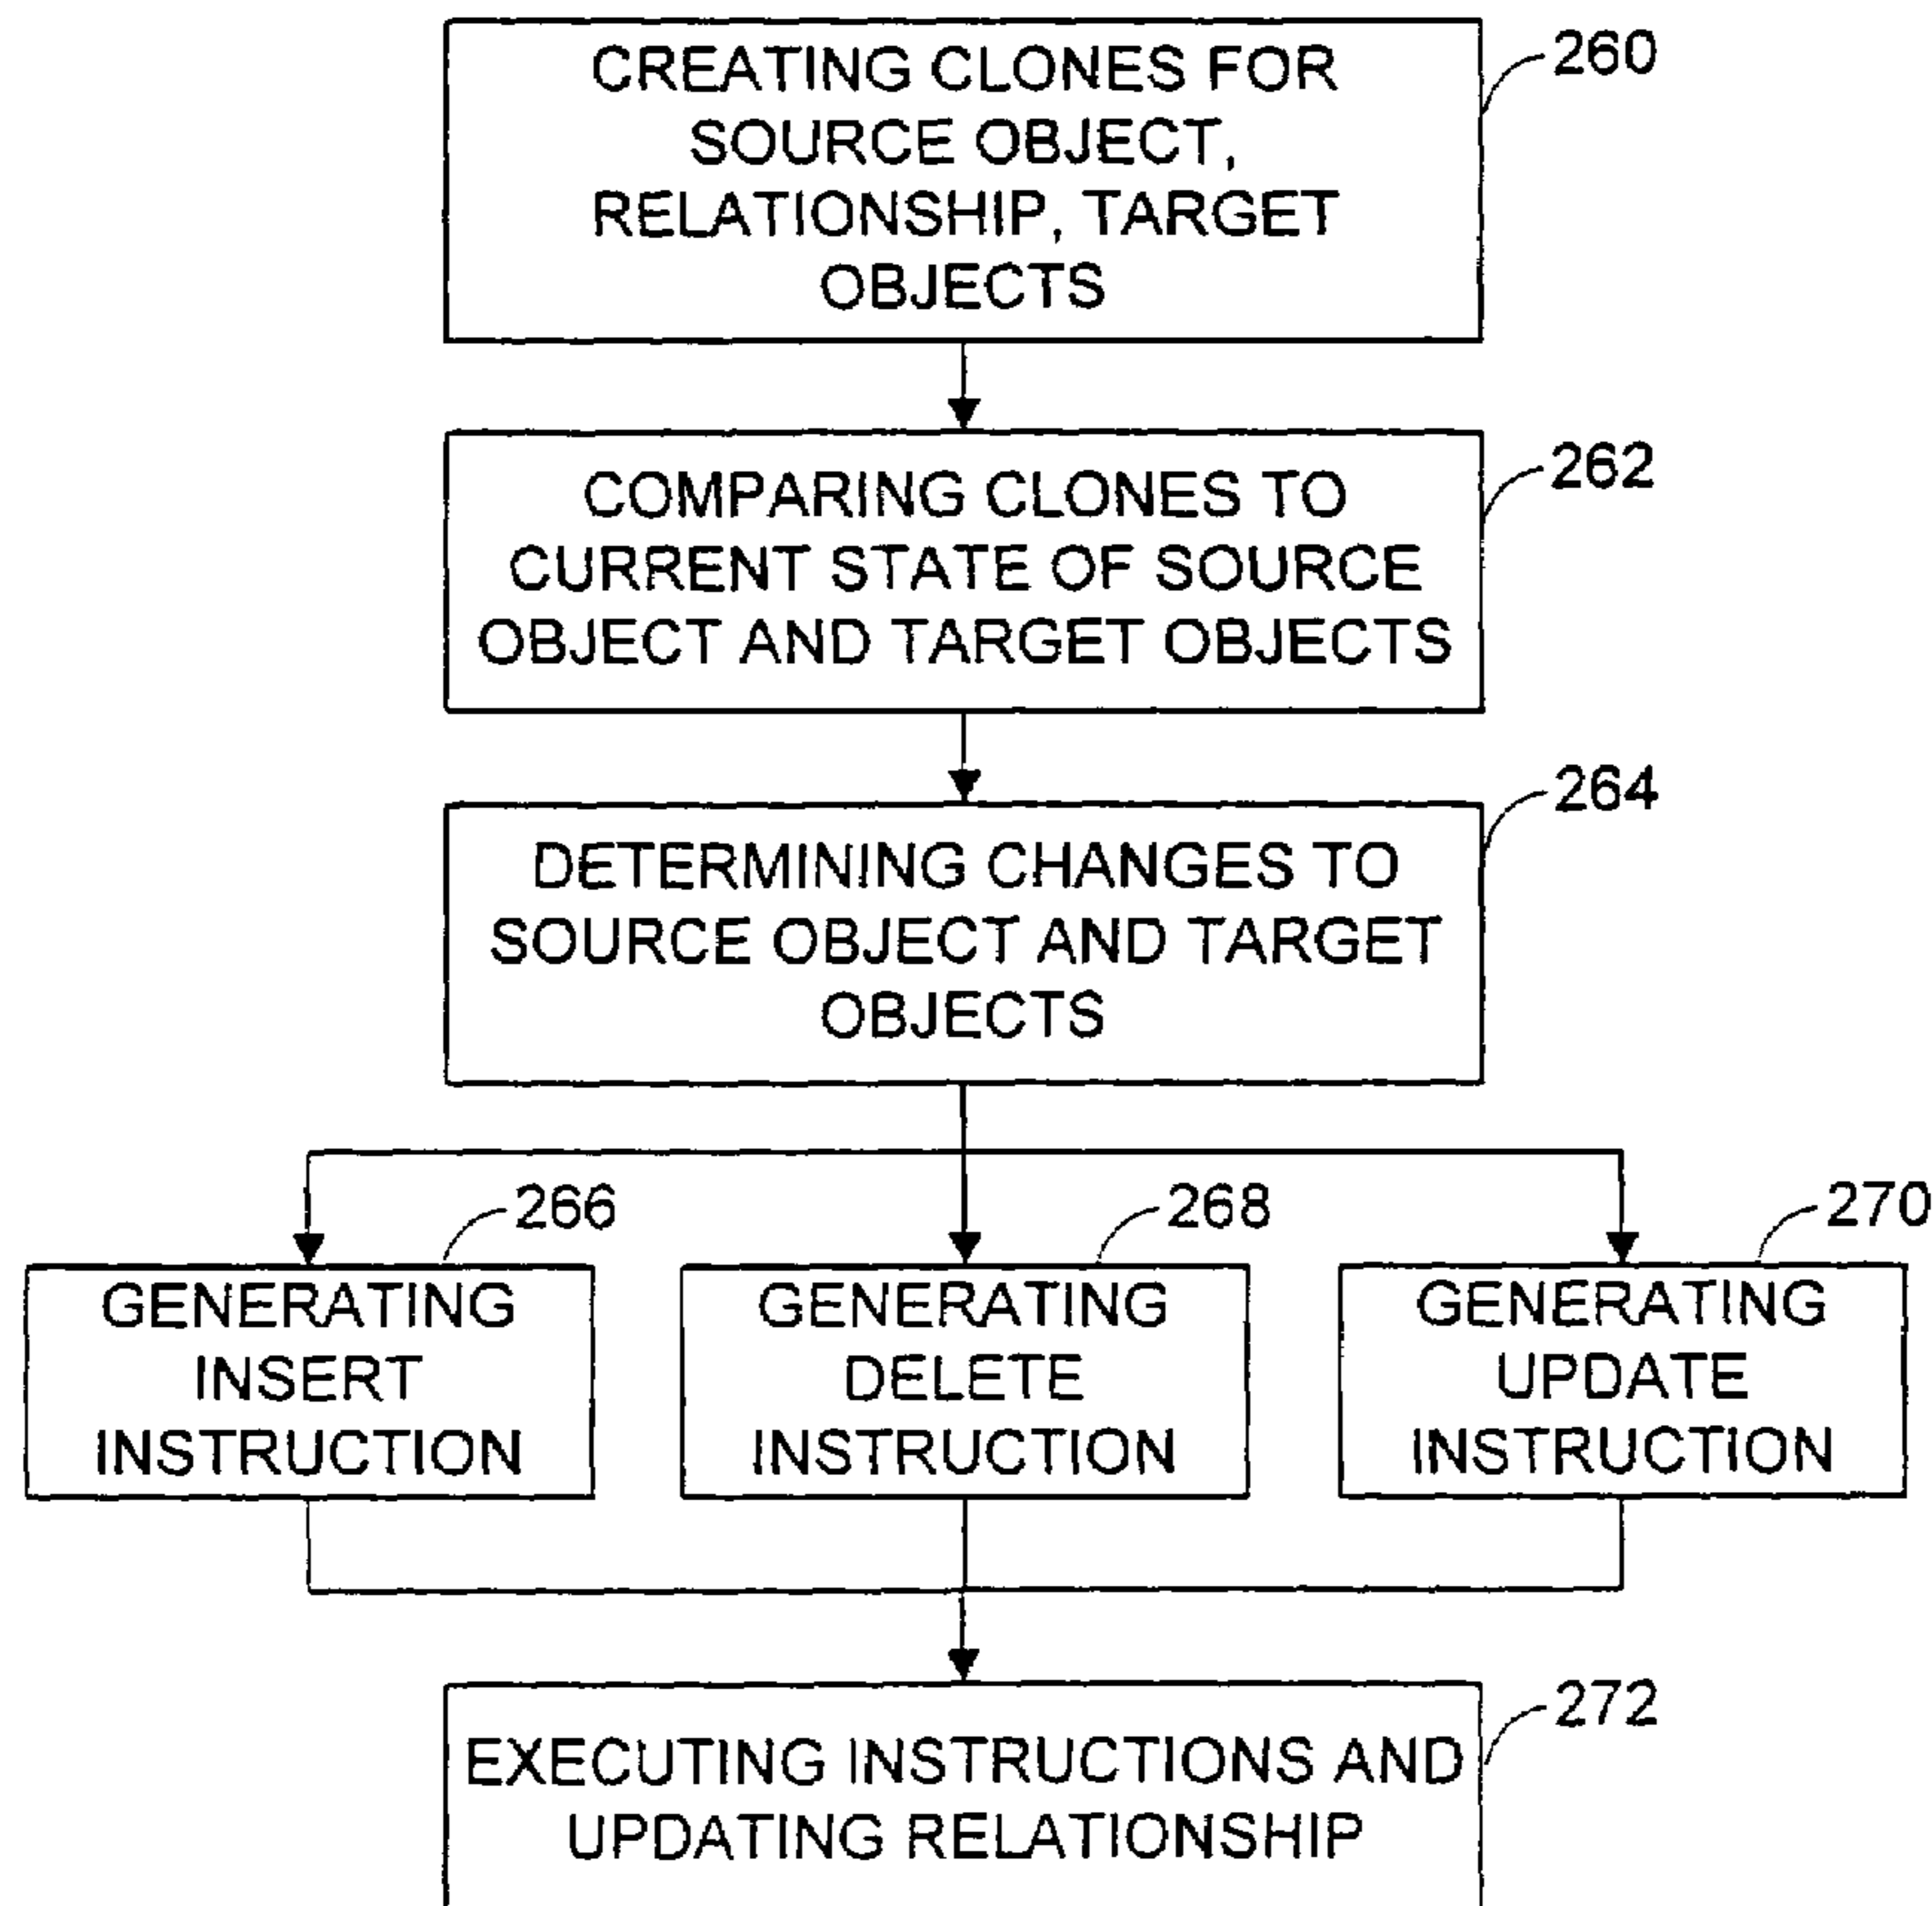 CREATING CLONES FOR
SOURCE OBJECT,
RELATIONSHIP, TARGET
OBJECTS
260
COMPARING CLONES TO
CURRENT STATE OF SOURCE
OBJECT AND TARGET OBJECTS
262
DETERMINING CHANGES TO
SOURCE OBJECT AND TARGET
OBJECTS
264
266
GENERATING
INSERT
INSTRUCTION
268
GENERATING
DELETE
INSTRUCTION
270
GENERATING
UPDATE
INSTRUCTION
272
EXECUTING INSTRUCTIONS AND
UPDATING RELATIONSHIP